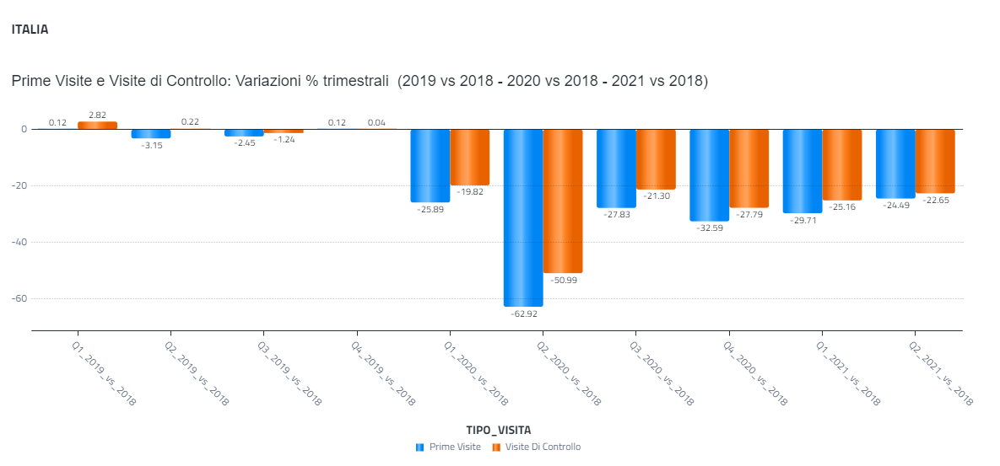 ITALIA
Prime Visite e Visite di Controllo: Variazioni % trimestrali (2019 vs 2018 - 2020 vs 2018 - 2021 vs 2018)
0.12
2.82
-3.15
0.22
-2.45
-1.24
0.12
0.04
-25.89
-19.82
-62.92
-50.99
-27.83
-21.30
-32.59
-27.79
-29.71
-25.16
-24.49
-22.65
0
-20
-40
-60
Q1_2019_vs_2018
Q2_2019_vs_2018
Q3_2019_vs_2018
Q4_2019_vs_2018
Q1_2020_vs_2018
Q2_2020_vs_2018
Q3_2020_vs_2018
Q4_2020_vs_2018
Q1_2021_vs_2018
Q2_2021_vs_2018
TIPO_VISITA
Prime Visite
Visite Di Controllo